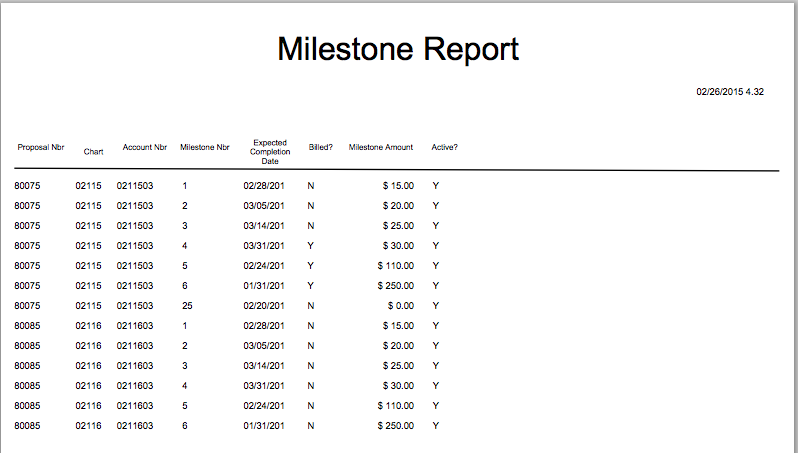 Milestone Report
02/26/2015 4.32
Proposal Nbr Chart Account Nbr Milestone Nbr Expected Completion Date Billed? Milestone Amount Active?
80075 02115 0211503 1 02/28/201 N $ 15.00 Y
80075 02115 0211503 2 03/05/201 N $ 20.00 Y
80075 02115 0211503 3 03/14/201 N $ 25.00 Y
80075 02115 0211503 4 03/31/201 Y $ 30.00 Y
80075 02115 0211503 5 02/24/201 Y $ 110.00 Y
80075 02115 0211503 6 01/31/201 Y $ 250.00 Y
80075 02115 0211503 25 02/20/201 N $ 0.00 Y
80085 02116 0211603 1 02/28/201 N $ 15.00 Y
80085 02116 0211603 2 03/05/201 N $ 20.00 Y
80085 02116 0211603 3 03/14/201 N $ 25.00 Y
80085 02116 0211603 4 03/31/201 N $ 30.00 Y
80085 02116 0211603 5 02/24/201 N $ 110.00 Y
80085 02116 0211603 6 01/31/201 N $ 250.00 Y